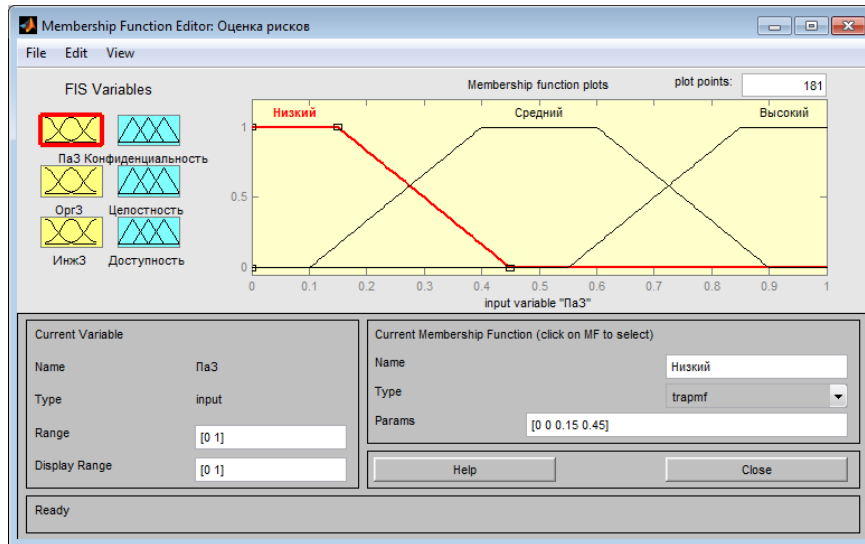 Membership Function Editor: Оценка рисков
File Edit View
FIS Variables
Membership function plots
plot points:
181
ПаЗ Конфиденциальность
ОргЗ Целостность
ИнжЗ Доступность
Низкий Средний Высокий
1
0.5
0
0 0.1 0.2 0.3 0.4 0.5 0.6 0.7 0.8 0.9 1
input variable "ПаЗ"
Current Variable
Name ПаЗ
Type input
Range [0 1]
Display Range [0 1]
Current Membership Function (click on MF to select)
Name Низкий
Type trapmf
Params [0 0 0.15 0.45]
Help Close
Ready